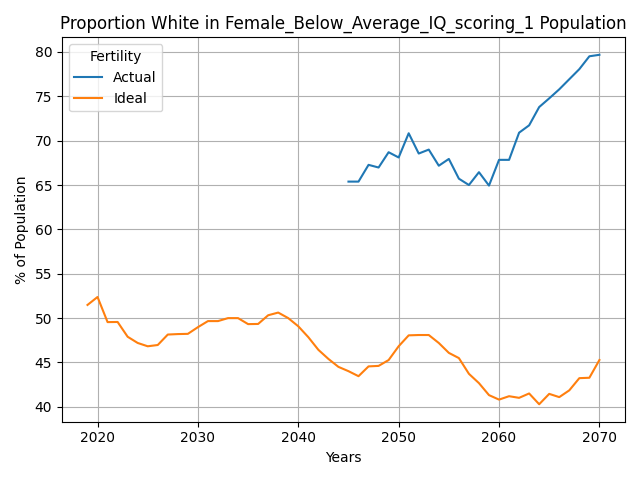 Proportion White in Female_Below_Average_IQ_scoring_1 Population
Fertility
Actual
Ideal
% of Population
80
75
70
65
60
55
50
45
40
2020
2030
2040
2050
2060
2070
Years